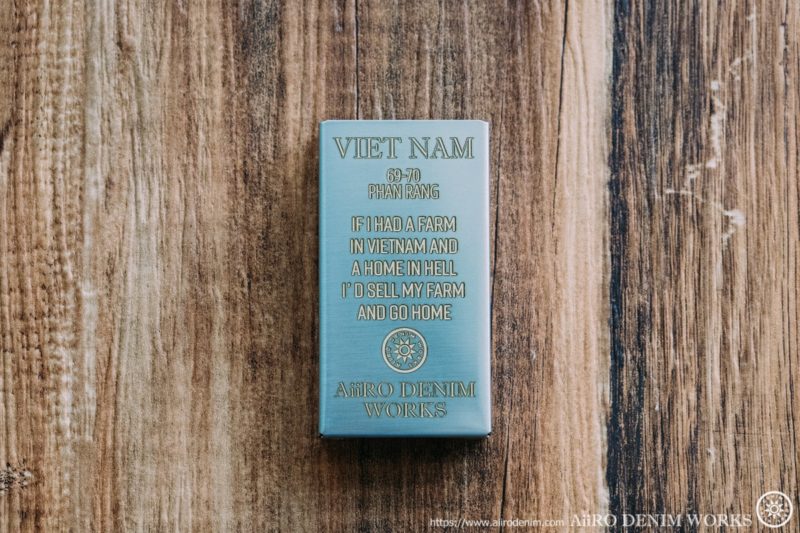 VIET NAM
69-70
PHAN RANG
IF I HAD A FARM
IN VIETNAM AND
A HOME IN HELL
I' D SELL MY FARM
AND GO HOME
AiiRO DENIM
WORKS
https://www.aiirodenim.com AiiRO DENIM WORKS